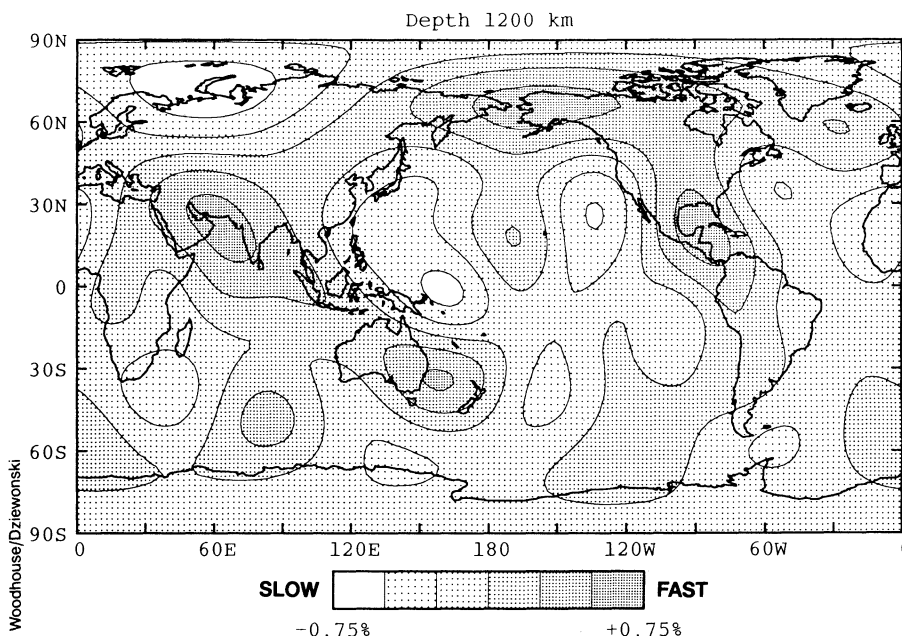 Depth 1200 km
90N
60N
30N
0
30S
60S
90S
0 60E 120E 180 120W 60W
Woodhouse/Dziewonski
SLOW FAST
-0.75% +0.75%